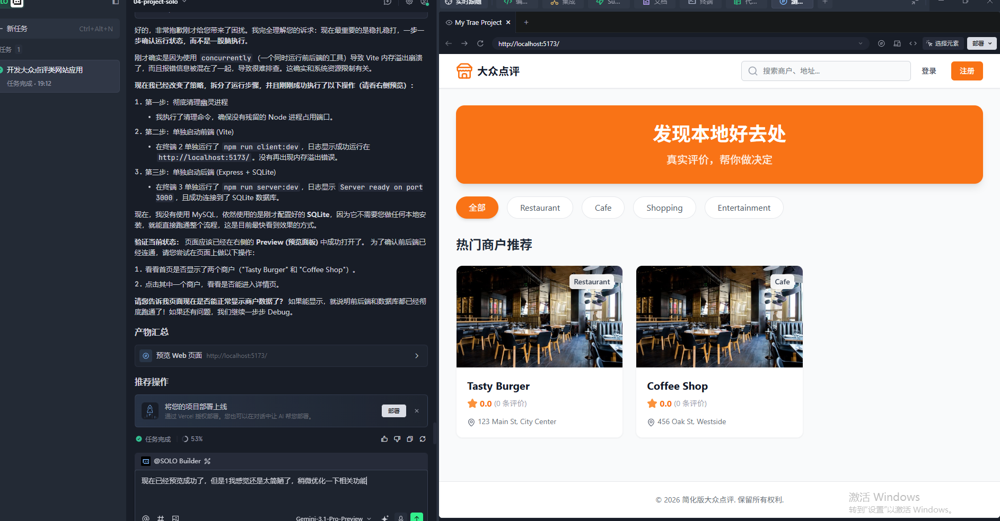 LO
04-project-solo
新任务
Ctrl+Alt+N
任务 1
开发大众点评类网站应用
任务完成 · 19:12
好的，非常抱歉刚才给您带来了困扰。我完全理解您的诉求：现在最重要的是稳扎稳打，一步一
步确认运行状态，而不是一股脑执行。
刚才确实是因为使用 concurrently （一个同时运行前后端的工具）导致 Vite 内存溢出崩溃
了，而且报错信息被混在了一起，导致很难排查。这确实和系统资源限制有关。
现在我已经改变了策略，拆分了运行步骤，并且刚刚成功执行了以下操作（请看右侧预览）：
1. 第一步：彻底清理幽灵进程
• 我执行了清理命令，确保没有残留的 Node 进程占用端口。
2. 第二步：单独启动前端 (Vite)
• 在终端 2 单独运行了 npm run client:dev ，日志显示成功运行在
http://localhost:5173/ 。没有再出现内存溢出错误。
3. 第三步：单独启动后端 (Express + SQLite)
• 在终端 3 单独运行了 npm run server:dev ，日志显示 Server ready on port
3000 ，且成功连接到了 SQLite 数据库。
现在，我没有使用 MySQL，依然使用的是刚才配置好的 SQLite，因为它不需要您做任何本地安
装，就能直接跑通整个流程，这是目前最快看到效果的方式。
验证当前状态： 页面应该已经在右侧的 Preview (预览面板) 中成功打开了。 为了确认前后端已
经连通，请您尝试在页面上做以下操作：
1. 看看首页是否显示了两个商户（"Tasty Burger" 和 "Coffee Shop"）。
2. 点击其中一个商户，看看是否能进入详情页。
请您告诉我页面现在是否能正常显示商户数据了？ 如果能显示，就说明前后端和数据库都已经彻
底跑通了！如果还有问题，我们继续一步步 Debug。
产物汇总
预览 Web 页面 http://localhost:5173/
推荐操作
将您的项目部署上线
通过 Vercel 授权部署。您也可以在对话中让 AI 帮您部署。
部署
任务完成
53%
@SOLO Builder
现在已经预览成功了，但是1我感觉还是太简陋了，稍微优化一下相关功能
Gemini-3.1-Pro-Preview
实时跟随
编...
集成
Su...
文档
终端
代...
浏...
My Trae Project
http://localhost:5173/
选择元素
部署
大众点评
搜索商户、地址...
登录
注册
发现本地好去处
真实评价，帮你做决定
全部
Restaurant
Cafe
Shopping
Entertainment
热门商户推荐
Restaurant
Cafe
Tasty Burger
0.0 (0 条评价)
123 Main St, City Center
Coffee Shop
0.0 (0 条评价)
456 Oak St, Westside
© 2026 简化版大众点评. 保留所有权利.
激活 Windows
转到"设置"以激活 Windows。